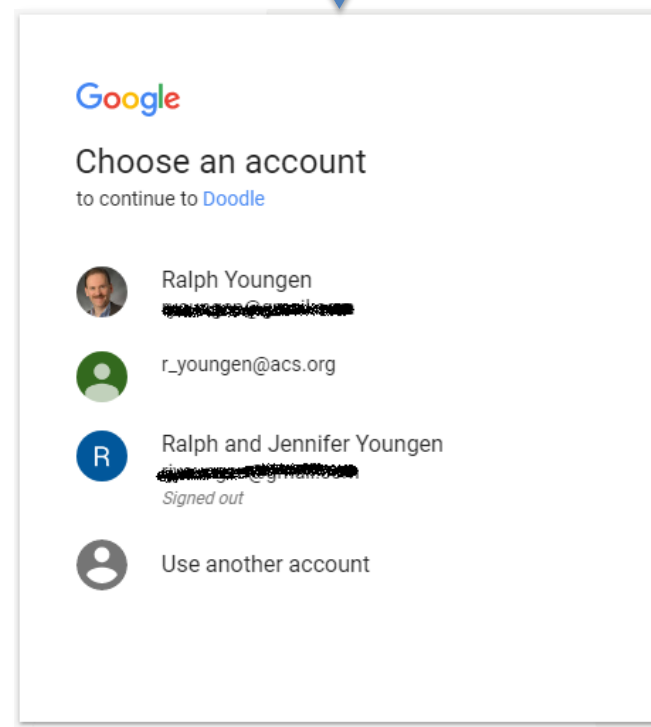 Google
Choose an account
to continue to Doodle
Ralph Youngen
r_youngen@acs.org
R
Ralph and Jennifer Youngen
Signed out
Use another account